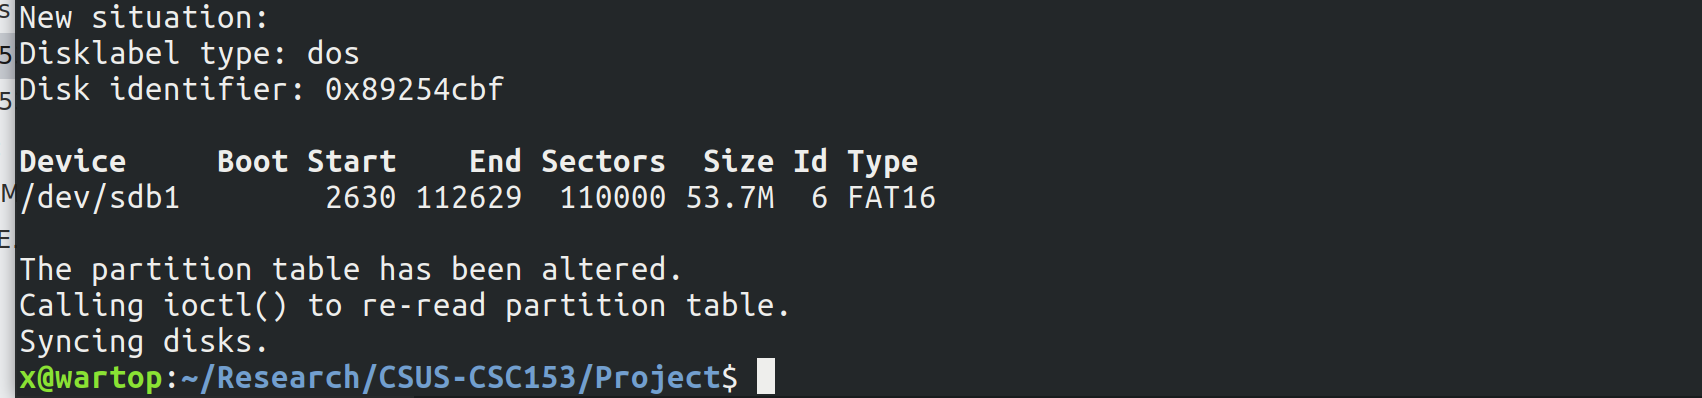 New situation:
Disklabel type: dos
Disk identifier: 0x89254cbf
Device     Boot Start    End Sectors  Size Id Type
/dev/sdb1        2630 112629  110000 53.7M  6 FAT16
The partition table has been altered.
Calling ioctl() to re-read partition table.
Syncing disks.
x@wartop:~/Research/CSUS-CSC153/Project$